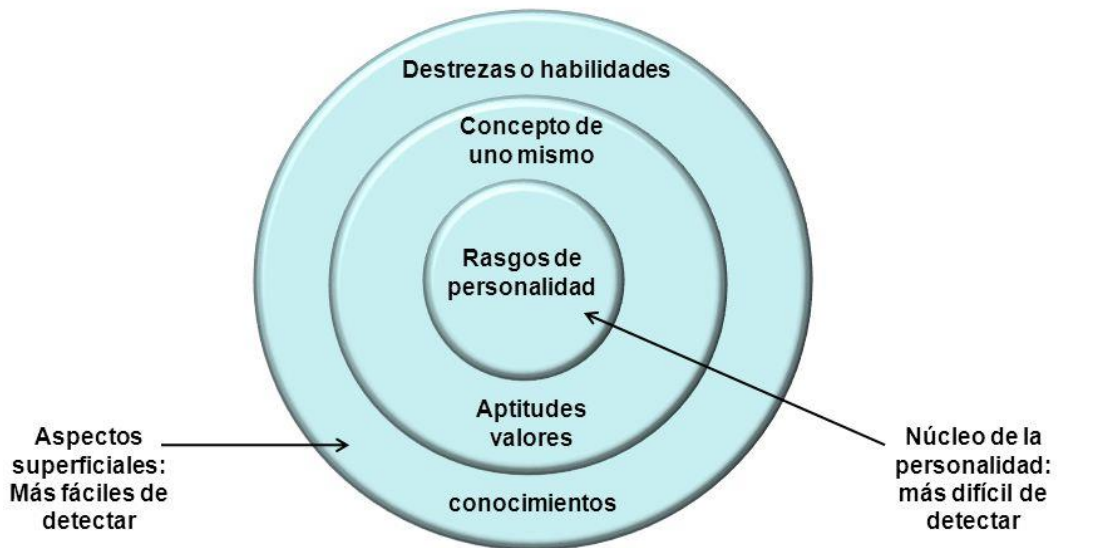 Destrezas o habilidades
Concepto de
uno mismo
Rasgos de
personalidad
Aptitudes
valores
conocimientos
Aspectos
superficiales:
Más fáciles de
detectar
Núcleo de la
personalidad:
más difícil de
detectar